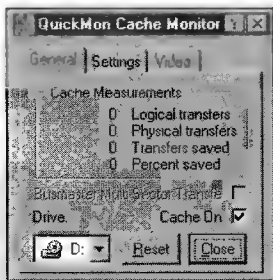 QuickMon Cache Monitor
General Settings Video
Cache Measurements
0 Logical transfers
0 Physical transfers
0 Transfers saved
0 Percent saved
Busmaster Multi-Sector Transfe
Drive. Cache On
D: Reset Close